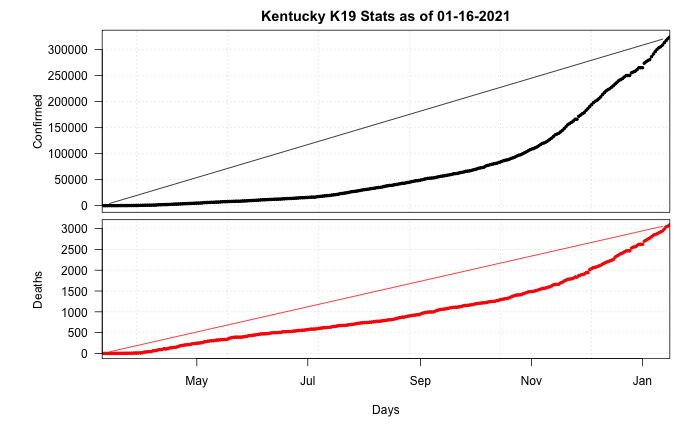 Kentucky K19 Stats as of 01-16-2021
Confirmed
300000
250000
200000
150000
100000
50000
0
Deaths
3000
2500
2000
1500
1000
500
0
May Jul Sep Nov Jan
Days